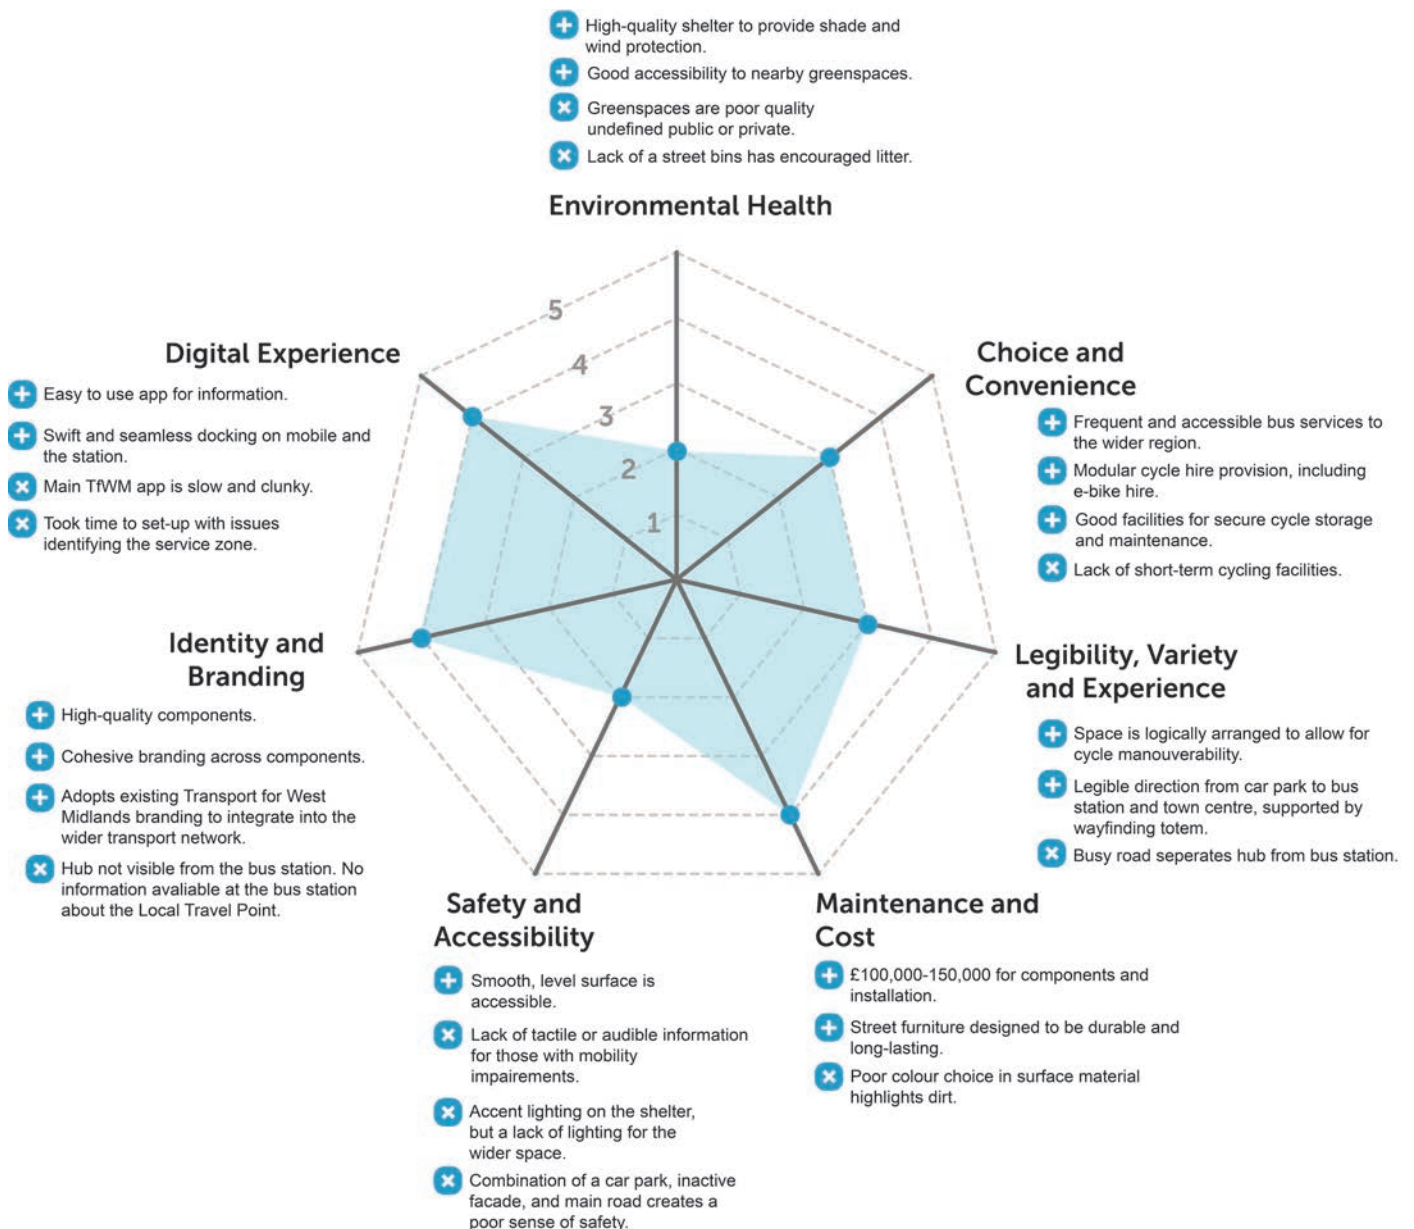 High-quality shelter to provide shade and
wind protection.
Good accessibility to nearby greenspaces.
Greenspaces are poor quality
undefined public or private.
Lack of a street bins has encouraged litter.
Environmental Health
5
4
3
2
1
Digital Experience
Easy to use app for information.
Swift and seamless docking on mobile and
the station.
Main TfWM app is slow and clunky.
Took time to set-up with issues
identifying the service zone.
Choice and
Convenience
Frequent and accessible bus services to
the wider region.
Modular cycle hire provision, including
e-bike hire.
Good facilities for secure cycle storage
and maintenance.
Lack of short-term cycling facilities.
Identity and
Branding
High-quality components.
Cohesive branding across components.
Adopts existing Transport for West
Midlands branding to integrate into the
wider transport network.
Hub not visible from the bus station. No
information avaliable at the bus station
about the Local Travel Point.
Legibility, Variety
and Experience
Space is logically arranged to allow for
cycle manouverability.
Legible direction from car park to bus
station and town centre, supported by
wayfinding totem.
Busy road seperates hub from bus station.
Safety and
Accessibility
Smooth, level surface is
accessible.
Lack of tactile or audible information
for those with mobility
impairements.
Accent lighting on the shelter,
but a lack of lighting for the
wider space.
Combination of a car park, inactive
facade, and main road creates a
poor sense of safety.
Maintenance and
Cost
£100,000-150,000 for components and
installation.
Street furniture designed to be durable and
long-lasting.
Poor colour choice in surface material
highlights dirt.